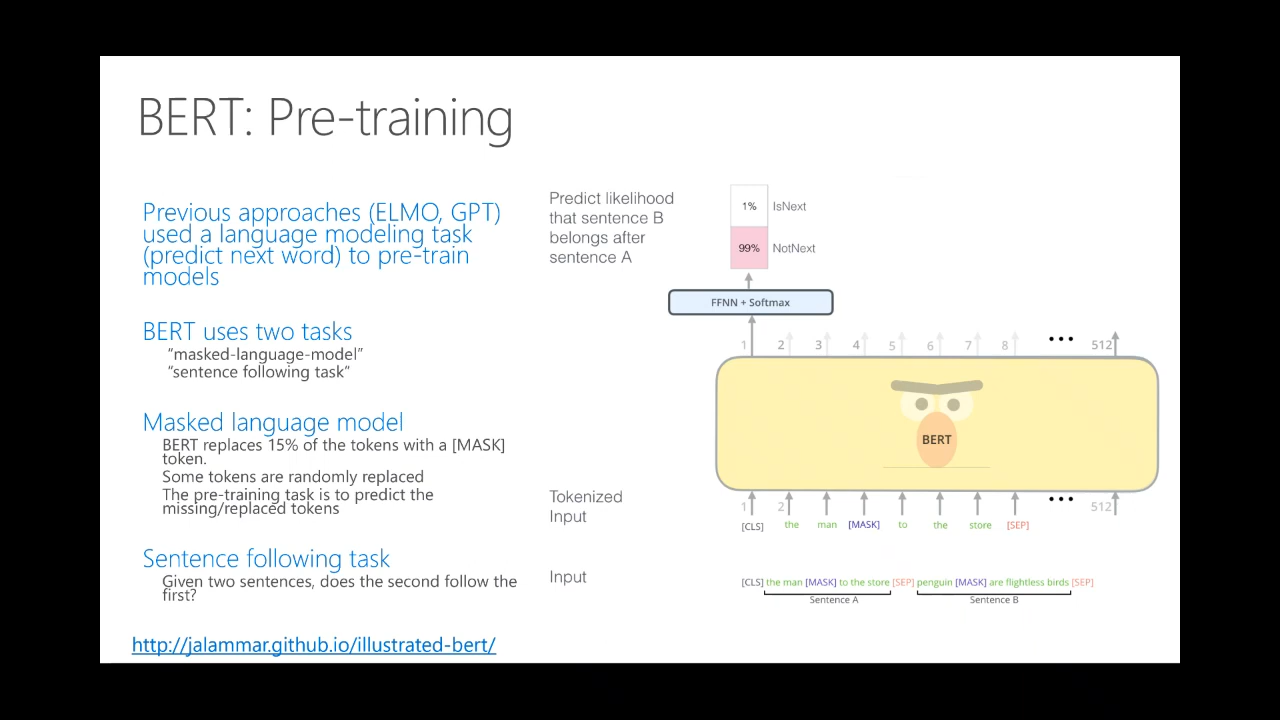 BERT: Pre-training
Previous approaches (ELMO, GPT)
used a language modeling task
(predict next word) to pre-train
models
BERT uses two tasks
“masked-language-model”
“sentence following task”
Masked language model
BERT replaces 15% of the tokens with a [MASK]
token.
Some tokens are randomly replaced
The pre-training task is to predict the
missing/replaced tokens
Sentence following task
Given two sentences, does the second follow the
first?
http://jalammar.github.io/illustrated-bert/
Predict likelihood
that sentence B
belongs after
sentence A
1% IsNext
99% NotNext
FFNN + Softmax
1 2 3 4 5 6 7 8 ••• 512
BERT
Tokenized
Input
1 2 ••• 512
[CLS] the man [MASK] to the store [SEP]
Input
[CLS] the man [MASK] to the store [SEP] penguin [MASK] are flightless birds [SEP]
Sentence A Sentence B